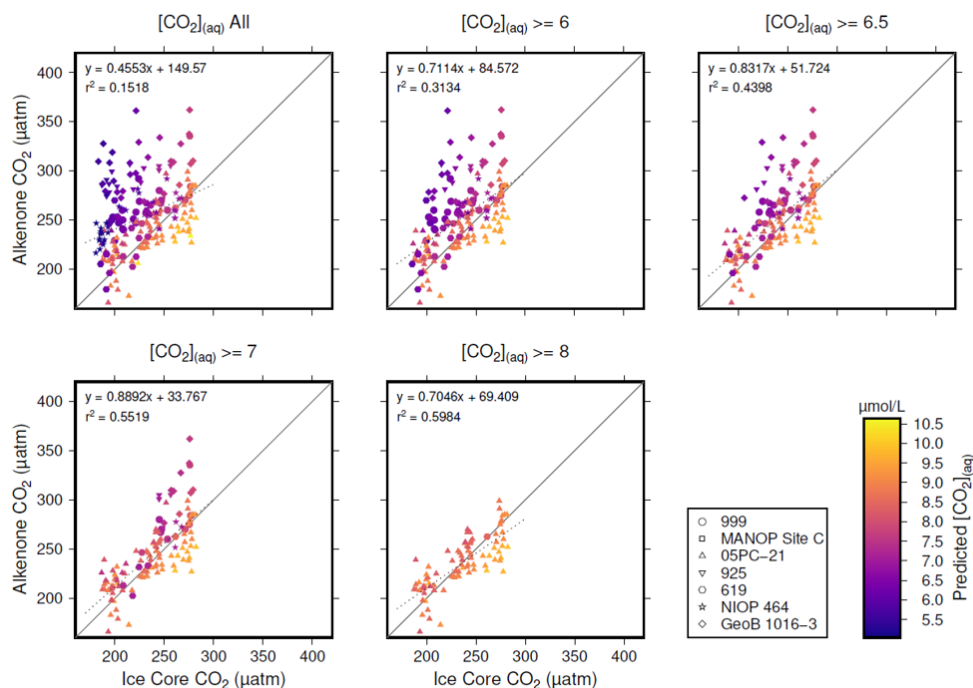 [CO₂](aq) All
[CO₂](aq) >= 6
[CO₂](aq) >= 6.5
y = 0.4553x + 149.57
r² = 0.1518
y = 0.7114x + 84.572
r² = 0.3134
y = 0.8317x + 51.724
r² = 0.4398
400
350
300
250
200
Alkenone CO₂ (µatm)
[CO₂](aq) >= 7
[CO₂](aq) >= 8
y = 0.8892x + 33.767
r² = 0.5519
y = 0.7046x + 69.409
r² = 0.5984
400
350
300
250
200
Alkenone CO₂ (µatm)
200 250 300 350 400
Ice Core CO₂ (µatm)
200 250 300 350 400
Ice Core CO₂ (µatm)
999
MANOP Site C
05PC-21
925
619
NIOP 464
GeoB 1016-3
µmol/L
10.5
10.0
9.5
9.0
8.5
8.0
7.5
7.0
6.5
6.0
5.5
Predicted [CO₂](aq)